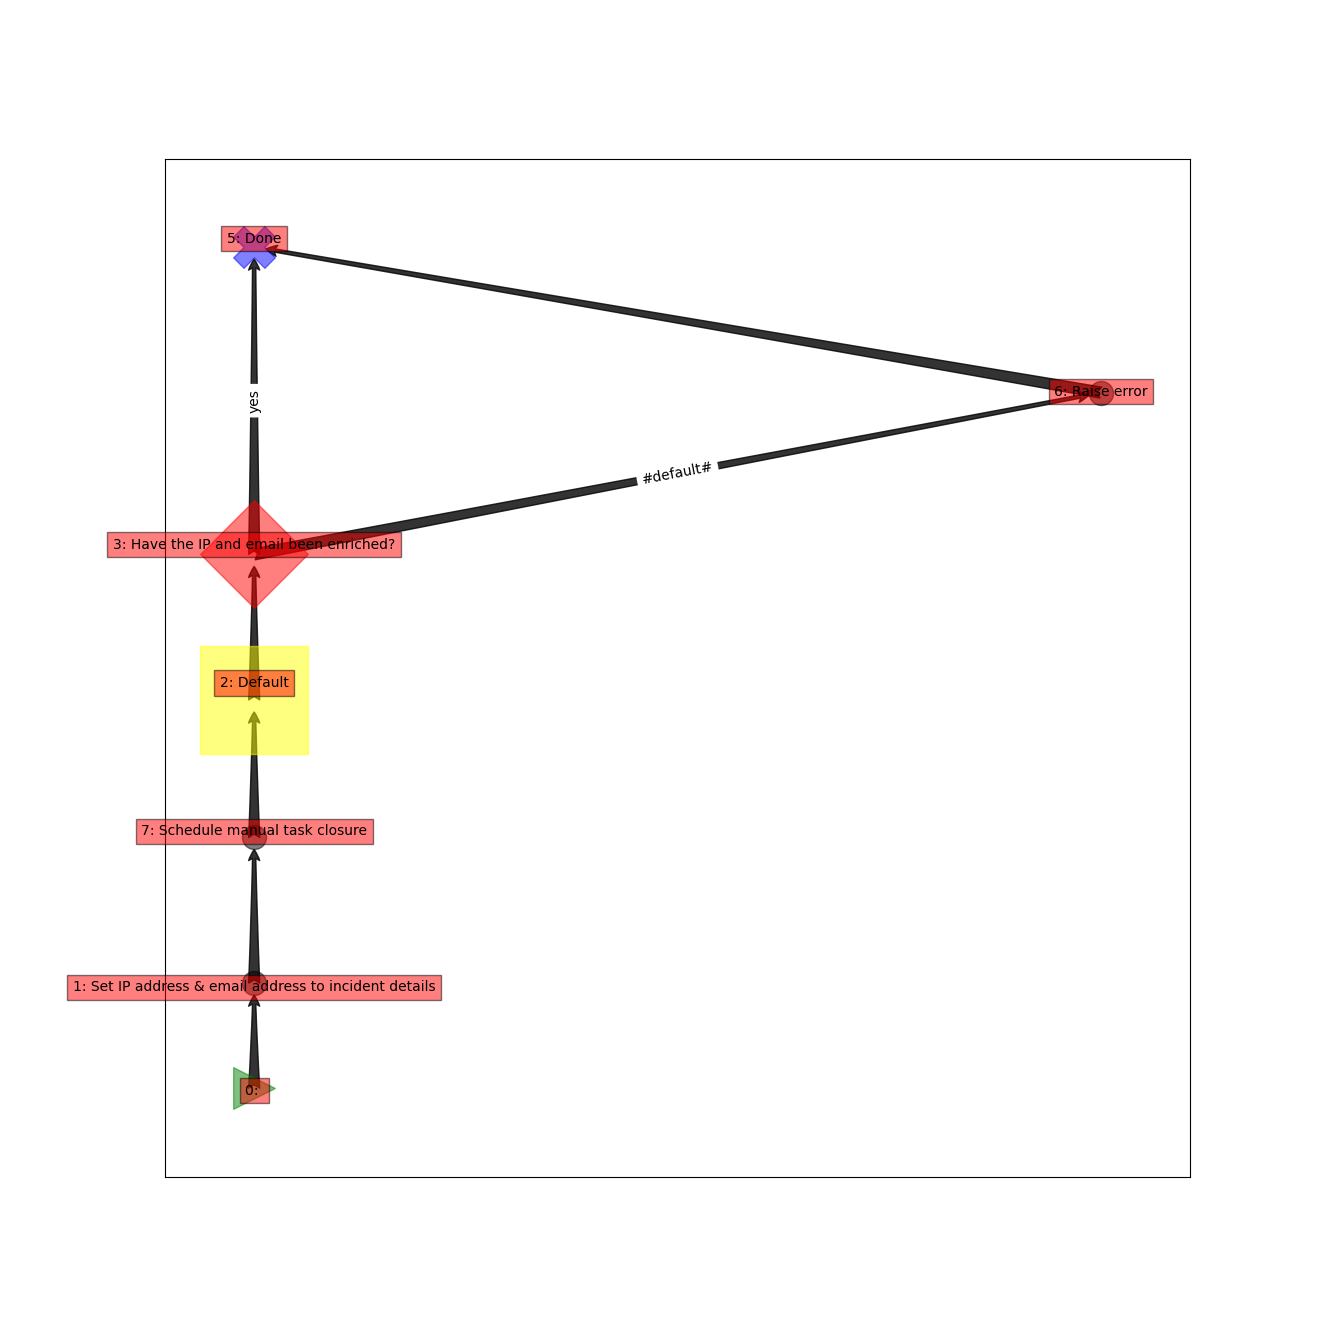 5: Done
yes
6: Raise error
#default#
3: Have the IP and email been enriched?
2: Default
7: Schedule manual task closure
1: Set IP address & email address to incident details
0: